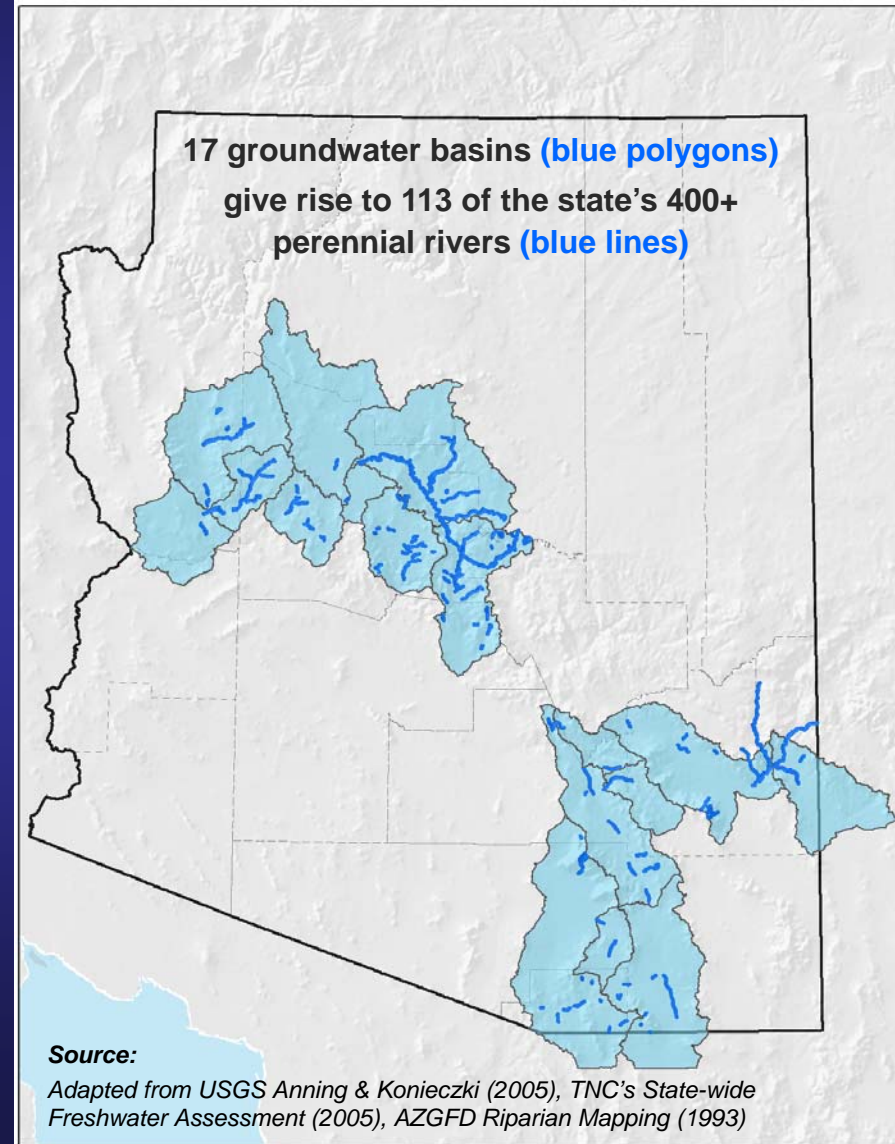 17 groundwater basins (blue polygons)
give rise to 113 of the state’s 400+
perennial rivers (blue lines)
Source:
Adapted from USGS Anning & Konieczki (2005), TNC’s State-wide
Freshwater Assessment (2005), AZGFD Riparian Mapping (1993)